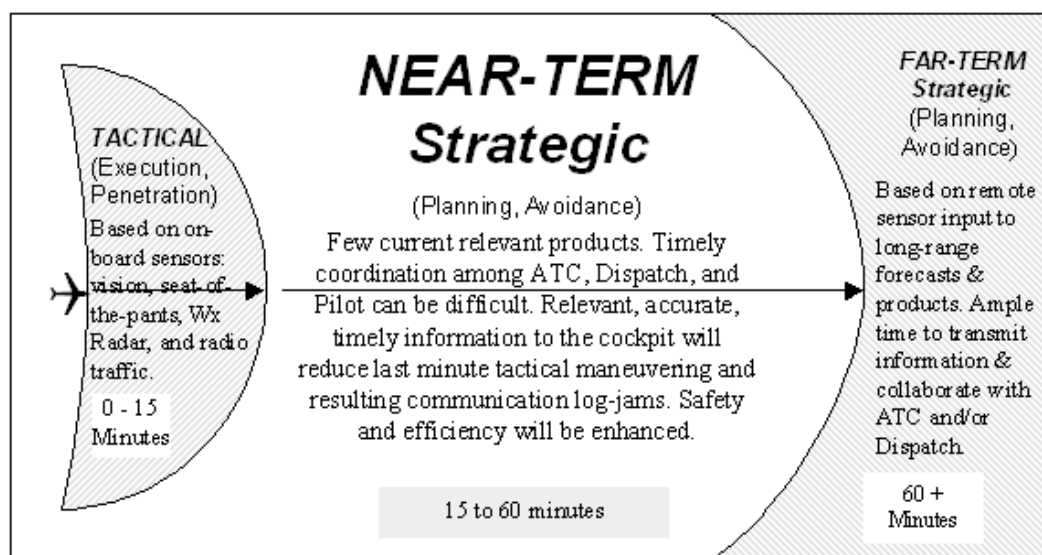 TACTICAL
(Execution,
Penetration)
Based on on-
board sensors:
vision, seat-of-
the-pants, Wx
Radar, and radio
traffic.
0 - 15
Minutes
NEAR-TERM
Strategic
(Planning, Avoidance)
Few current relevant products. Timely
coordination among ATC, Dispatch, and
Pilot can be difficult. Relevant, accurate,
timely information to the cockpit will
reduce last minute tactical maneuvering and
resulting communication log-jams. Safety
and efficiency will be enhanced.
15 to 60 minutes
FAR-TERM
Strategic
(Planning,
Avoidance)
Based on remote
sensor input to
long-range
forecasts &
products. Ample
time to transmit
information &
collaborate with
ATC and/or
Dispatch.
60 +
Minutes